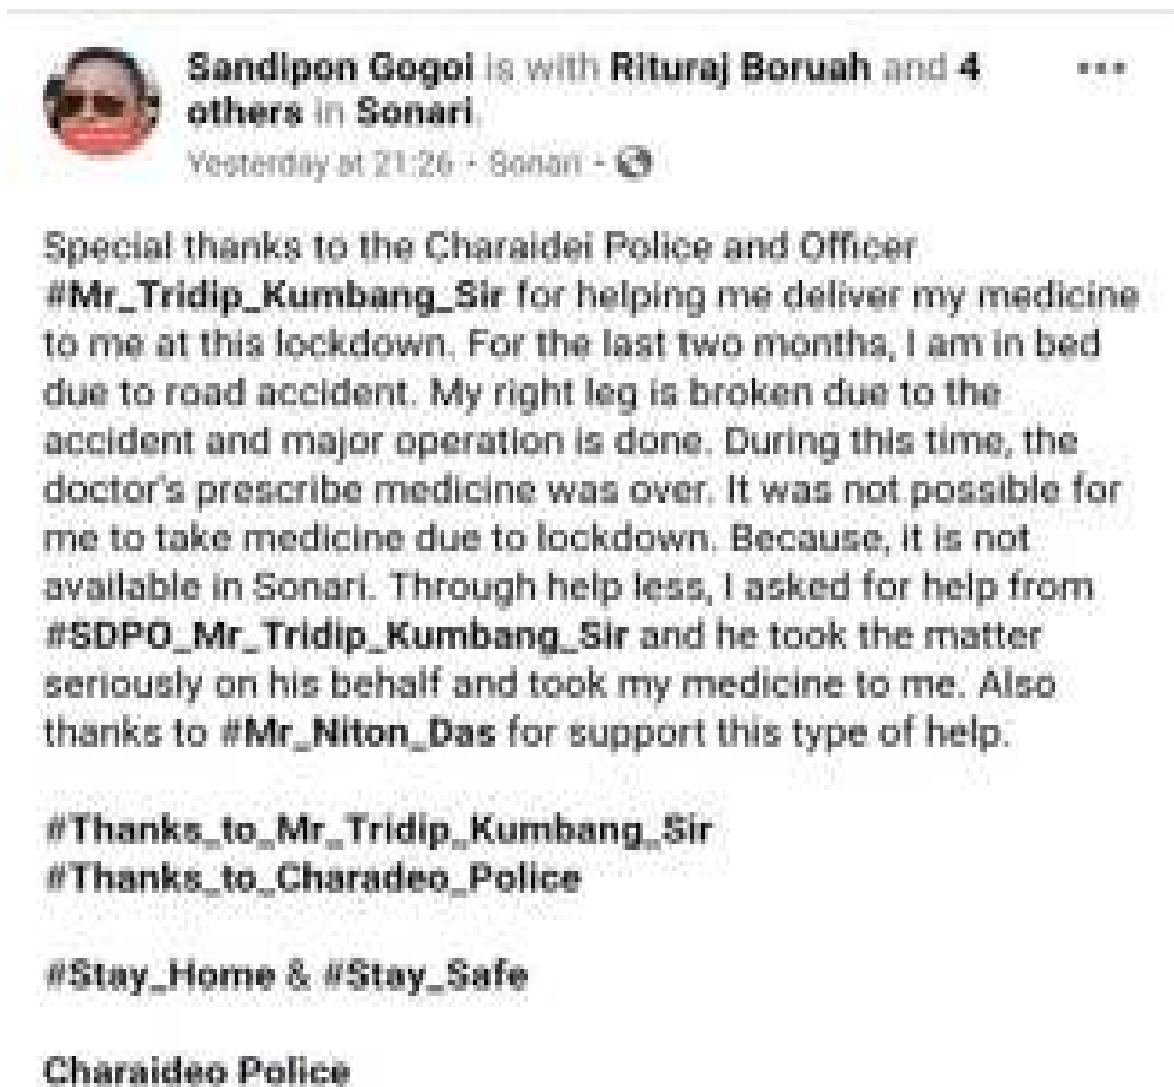 Sandipon Gogoi is with Rituraj Boruah and 4
others in Sonari.
Yesterday at 21:26 · Sonari ·
Special thanks to the Charaidei Police and Officer
#Mr_Tridip_Kumbang_Sir for helping me deliver my medicine
to me at this lockdown. For the last two months, I am in bed
due to road accident. My right leg is broken due to the
accident and major operation is done. During this time, the
doctor's prescribe medicine was over. It was not possible for
me to take medicine due to lockdown. Because, it is not
available in Sonari. Through help less, I asked for help from
#SDPO_Mr_Tridip_Kumbang_Sir and he took the matter
seriously on his behalf and took my medicine to me. Also
thanks to #Mr_Niton_Das for support this type of help.
#Thanks_to_Mr_Tridip_Kumbang_Sir
#Thanks_to_Charadeo_Police
#Stay_Home & #Stay_Safe
Charaideo Police